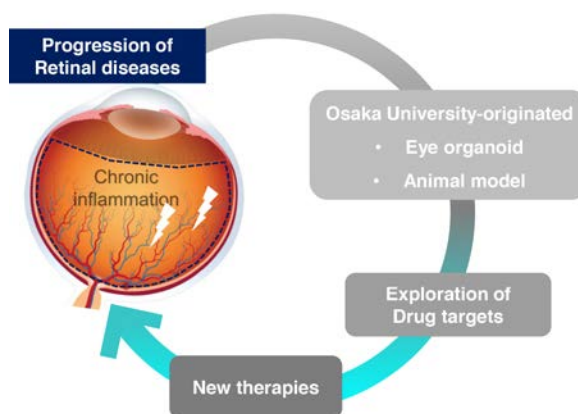 Progression of
Retinal diseases
Osaka University-originated
• Eye organoid
• Animal model
Chronic
inflammation
Exploration of
Drug targets
New therapies